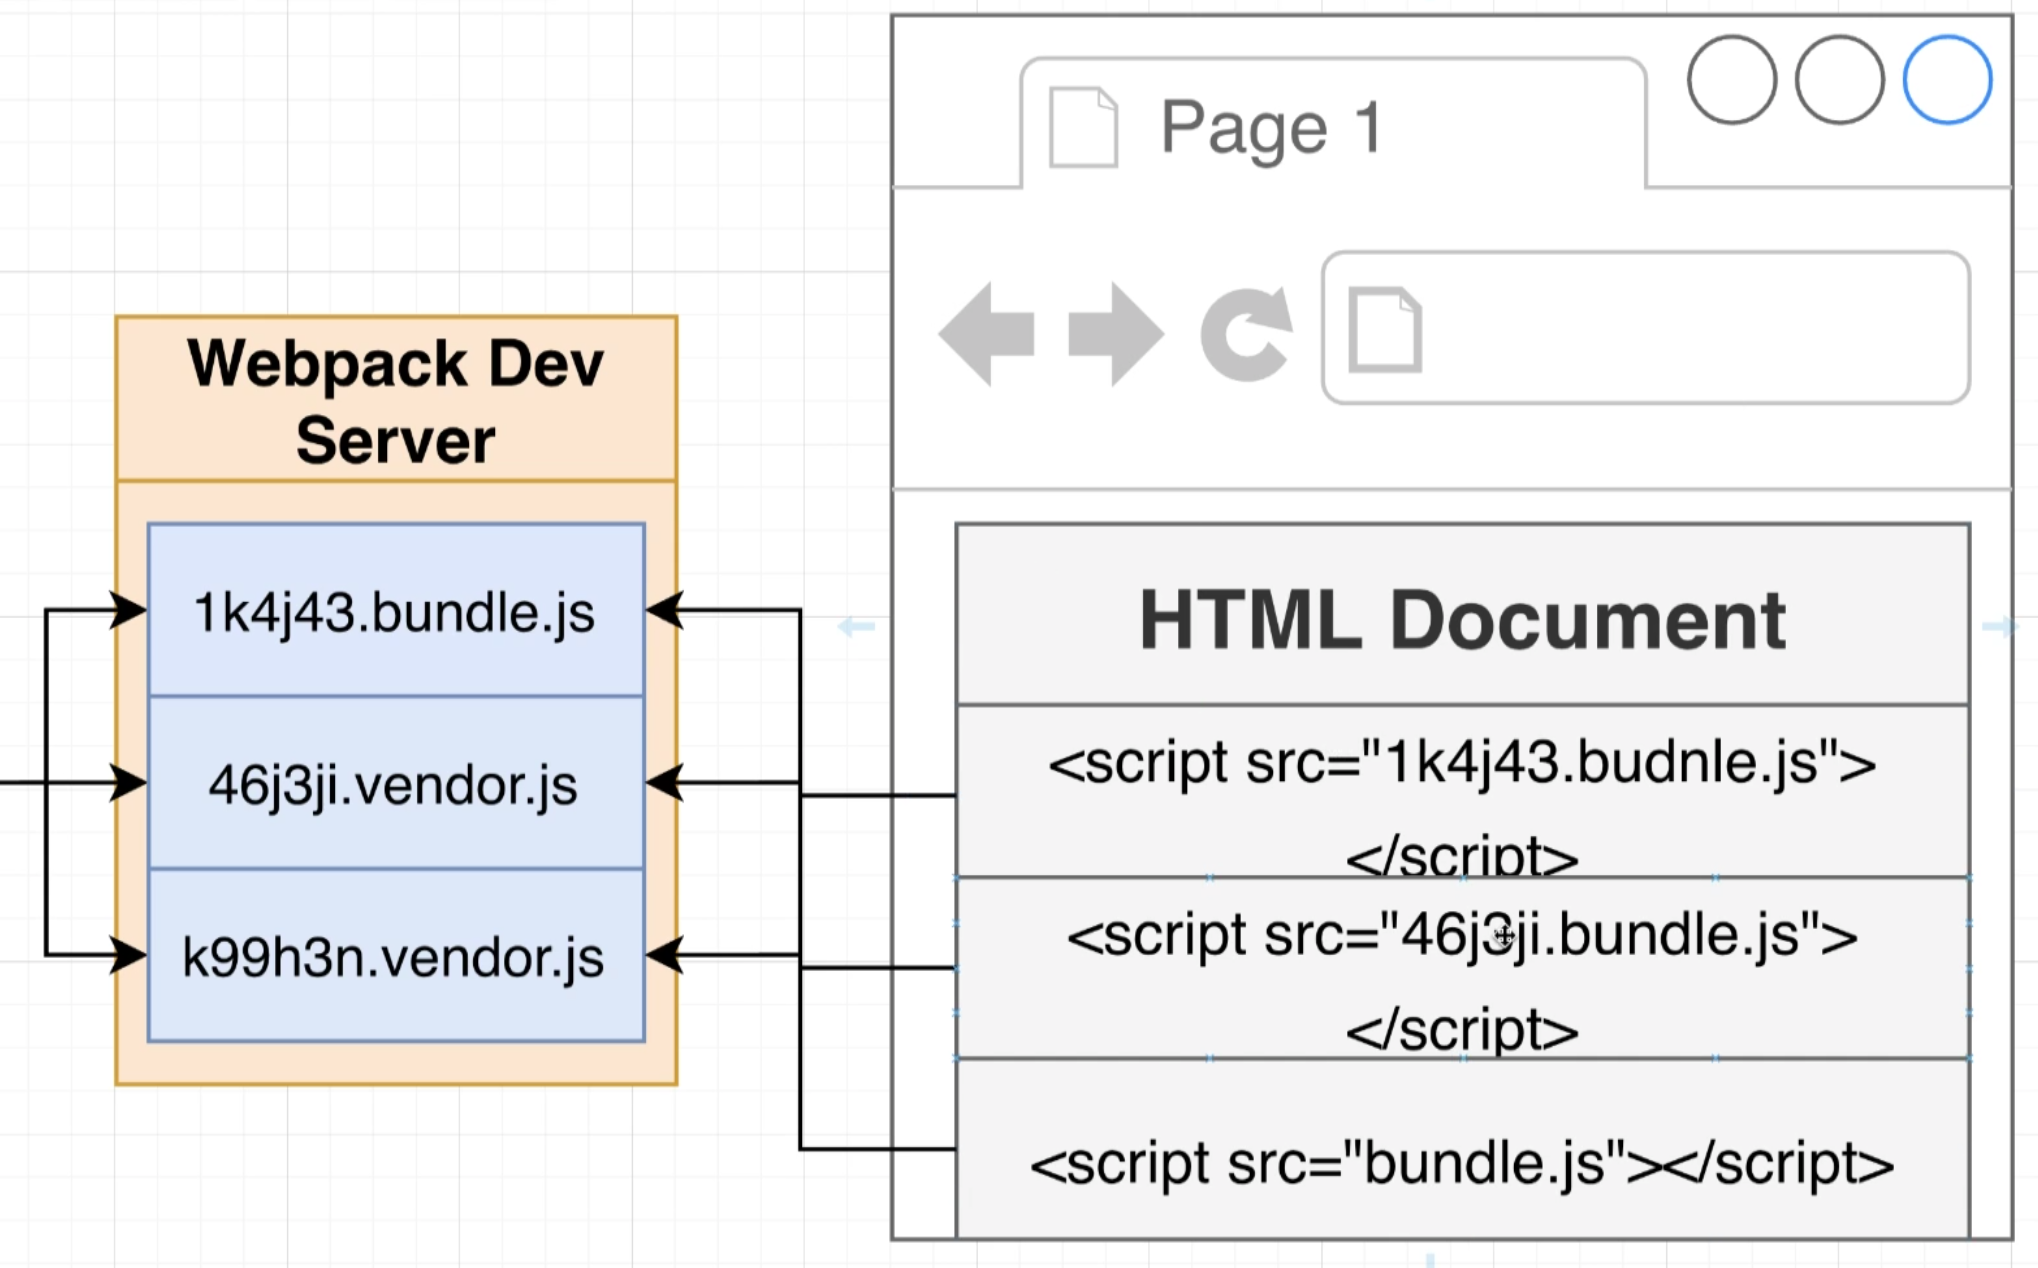 Page 1
Webpack Dev
Server
1k4j43.bundle.js
46j3ji.vendor.js
k99h3n.vendor.js
HTML Document
<script src="1k4j43.budnle.js">
</script>
<script src="46j3ji.bundle.js">
</script>
<script src="bundle.js"></script>